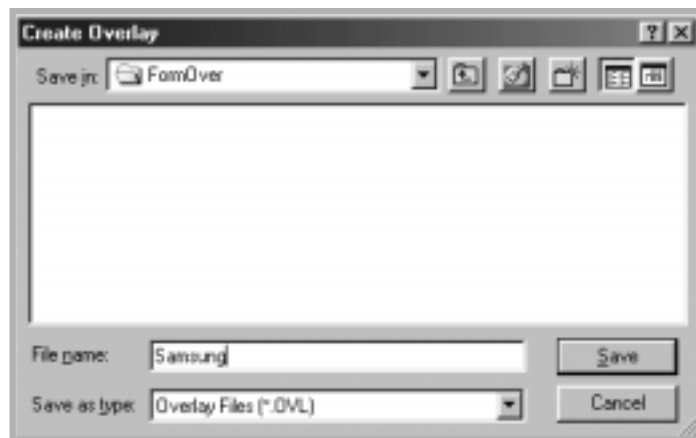 Create Overlay
Save in: FormOver
File name: Samsung
Save
Save as type: Overlay Files (*.OVL)
Cancel